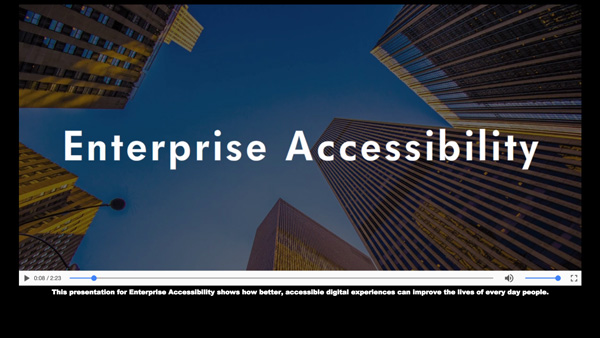 Enterprise Accessibility
0:08 / 2:23
This presentation for Enterprise Accessibility shows how better, accessible digital experiences can improve the lives of every day people.